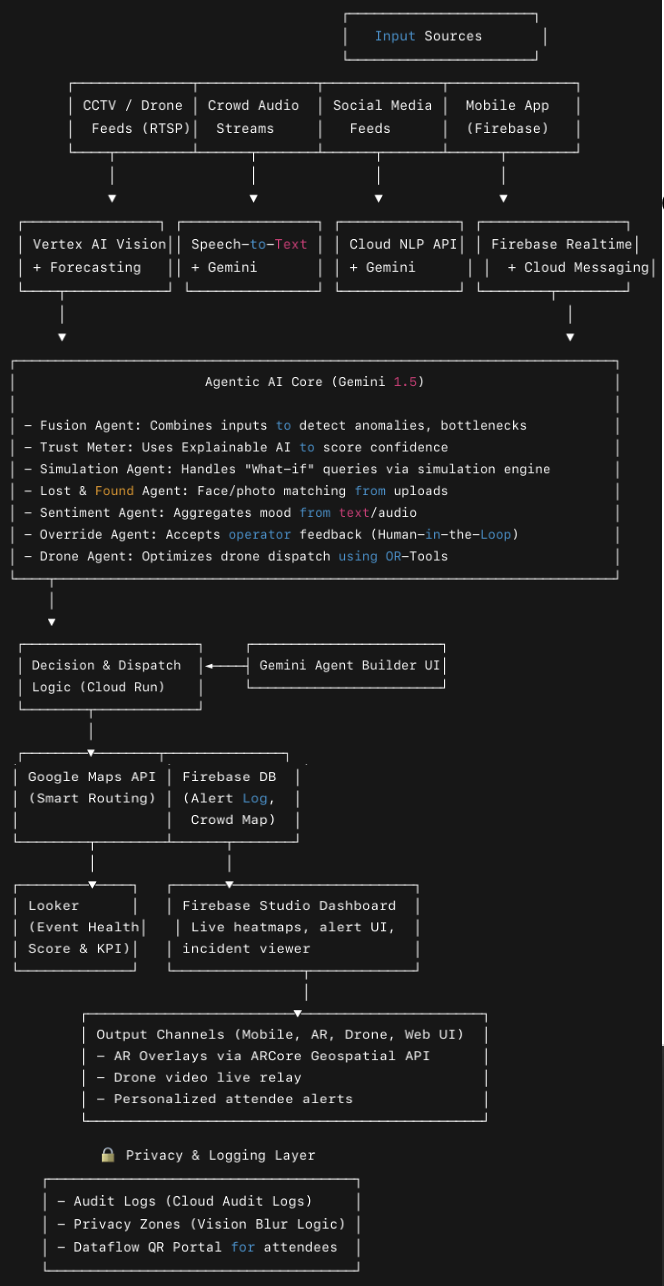 Input Sources
CCTV / Drone Crowd Audio Social Media Mobile App
Feeds (RTSP) Streams Feeds (Firebase)
Vertex AI Vision Speech-to-Text Cloud NLP API Firebase Realtime
+ Forecasting + Gemini + Gemini + Cloud Messaging
Agentic AI Core (Gemini 1.5)
- Fusion Agent: Combines inputs to detect anomalies, bottlenecks
- Trust Meter: Uses Explainable AI to score confidence
- Simulation Agent: Handles "What-if" queries via simulation engine
- Lost & Found Agent: Face/photo matching from uploads
- Sentiment Agent: Aggregates mood from text/audio
- Override Agent: Accepts operator feedback (Human-in-the-Loop)
- Drone Agent: Optimizes drone dispatch using OR-Tools
Decision & Dispatch Gemini Agent Builder UI
Logic (Cloud Run)
Google Maps API Firebase DB
(Smart Routing) (Alert Log,
Crowd Map)
Looker Firebase Studio Dashboard
(Event Health Live heatmaps, alert UI,
Score & KPI) incident viewer
Output Channels (Mobile, AR, Drone, Web UI)
- AR Overlays via ARCore Geospatial API
- Drone video live relay
- Personalized attendee alerts
🔒 Privacy & Logging Layer
- Audit Logs (Cloud Audit Logs)
- Privacy Zones (Vision Blur Logic)
- Dataflow QR Portal for attendees